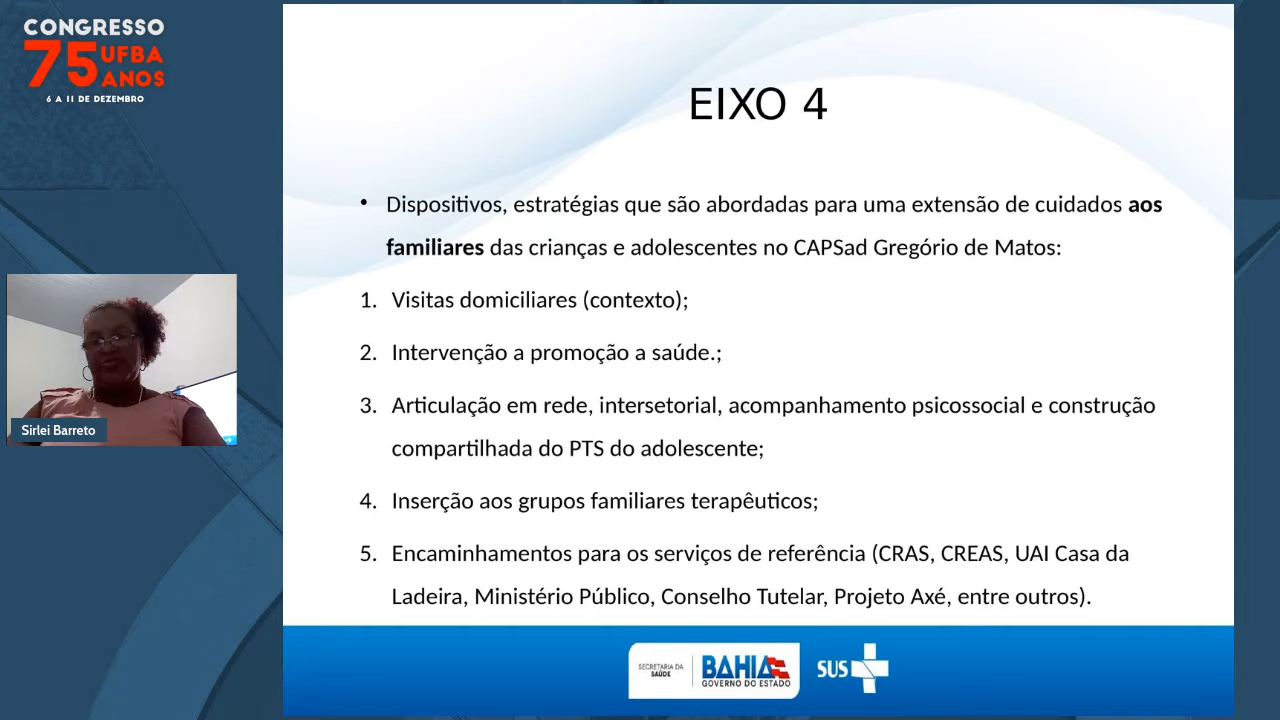 CONGRESSO
75 UFBA
ANOS
6 A 11 DE DEZEMBRO
EIXO 4
• Dispositivos, estratégias que são abordadas para uma extensão de cuidados aos
familiares das crianças e adolescentes no CAPSad Gregório de Matos:
1. Visitas domiciliares (contexto);
2. Intervenção a promoção a saúde.;
3. Articulação em rede, intersetorial, acompanhamento psicossocial e construção
compartilhada do PTS do adolescente;
4. Inserção aos grupos familiares terapêuticos;
5. Encaminhamentos para os serviços de referência (CRAS, CREAS, UAI Casa da
Ladeira, Ministério Público, Conselho Tutelar, Projeto Axé, entre outros).
Sirlei Barreto
SECRETARIA DA
SAÚDE
BAHIA
GOVERNO DO ESTADO
SUS